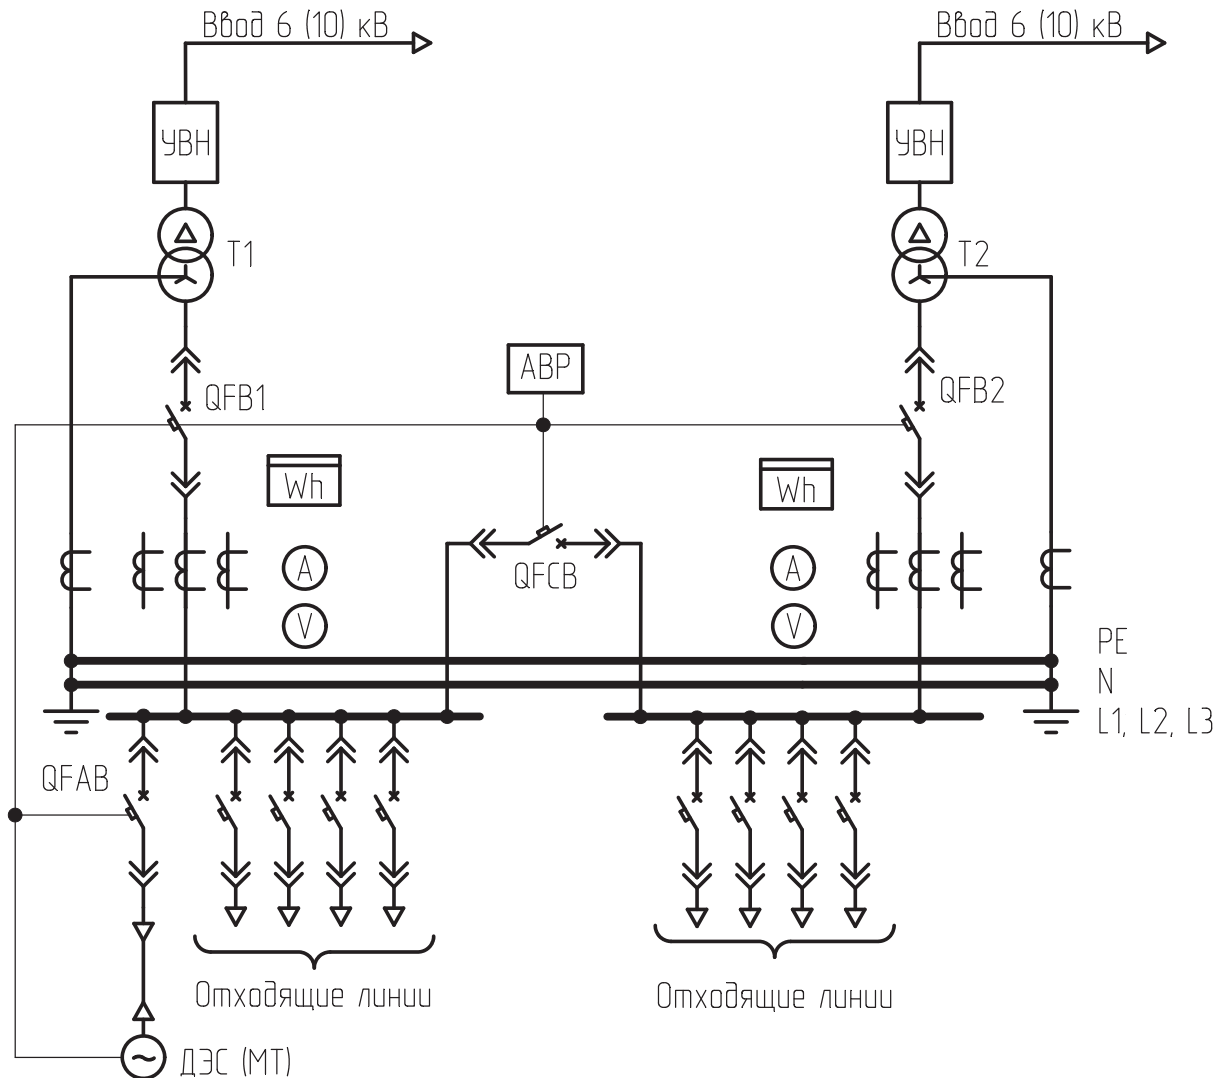 Ввод 6 (10) кВ
Ввод 6 (10) кВ
УВН
УВН
Т1
Т2
АВР
QFB1
QFB2
Wh
Wh
A
QFCB
A
V
V
PE
N
L1, L2, L3
QFAB
Отходящие линии
Отходящие линии
ДЭС (МТ)